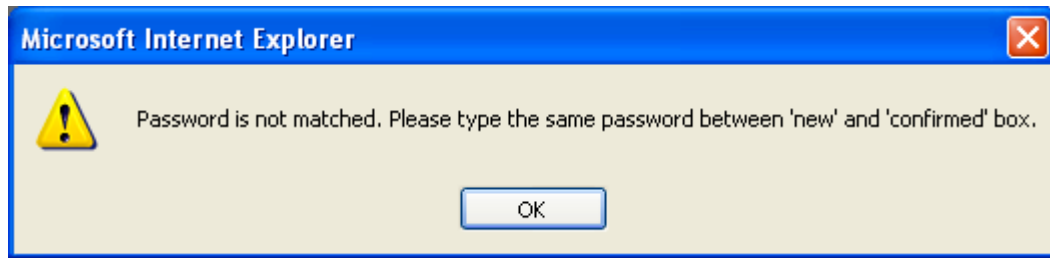 Microsoft Internet Explorer
Password is not matched. Please type the same password between 'new' and 'confirmed' box.
OK